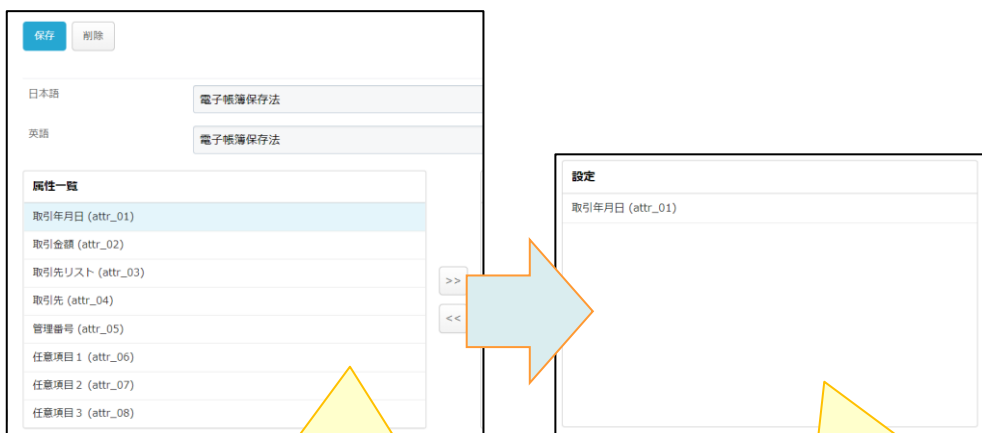 保存 削除
日本語 電子帳簿保存法
英語 電子帳簿保存法
属性一覧
取引年月日 (attr_01)
取引金額 (attr_02)
取引先リスト (attr_03)
取引先 (attr_04)
管理番号 (attr_05)
任意項目1 (attr_06)
任意項目2 (attr_07)
任意項目3 (attr_08)
>>
<<
設定
取引年月日 (attr_01)